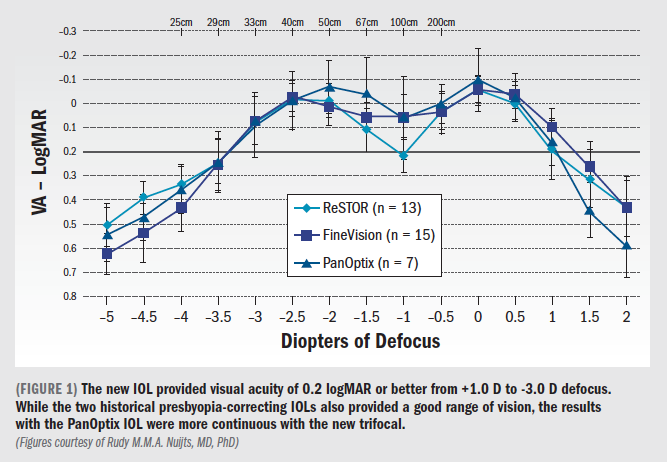 25cm 29cm 33cm 40cm 50cm 67cm 100cm 200cm
–0.3
–0.2
–0.1
0
0.1
0.2
0.3
0.4
0.5
0.6
0.7
0.8
VA – LogMAR
ReSTOR (n = 13)
FineVision (n = 15)
PanOptix (n = 7)
–5 –4.5 –4 –3.5 –3 –2.5 –2 –1.5 –1 –0.5 0 0.5 1 1.5 2
Diopters of Defocus
(FIGURE 1) The new IOL provided visual acuity of 0.2 logMAR or better from +1.0 D to -3.0 D defocus.
While the two historical presbyopia-correcting IOLs also provided a good range of vision, the results
with the PanOptix IOL were more continuous with the new trifocal.
(Figures courtesy of Rudy M.M.A. Nuijts, MD, PhD)